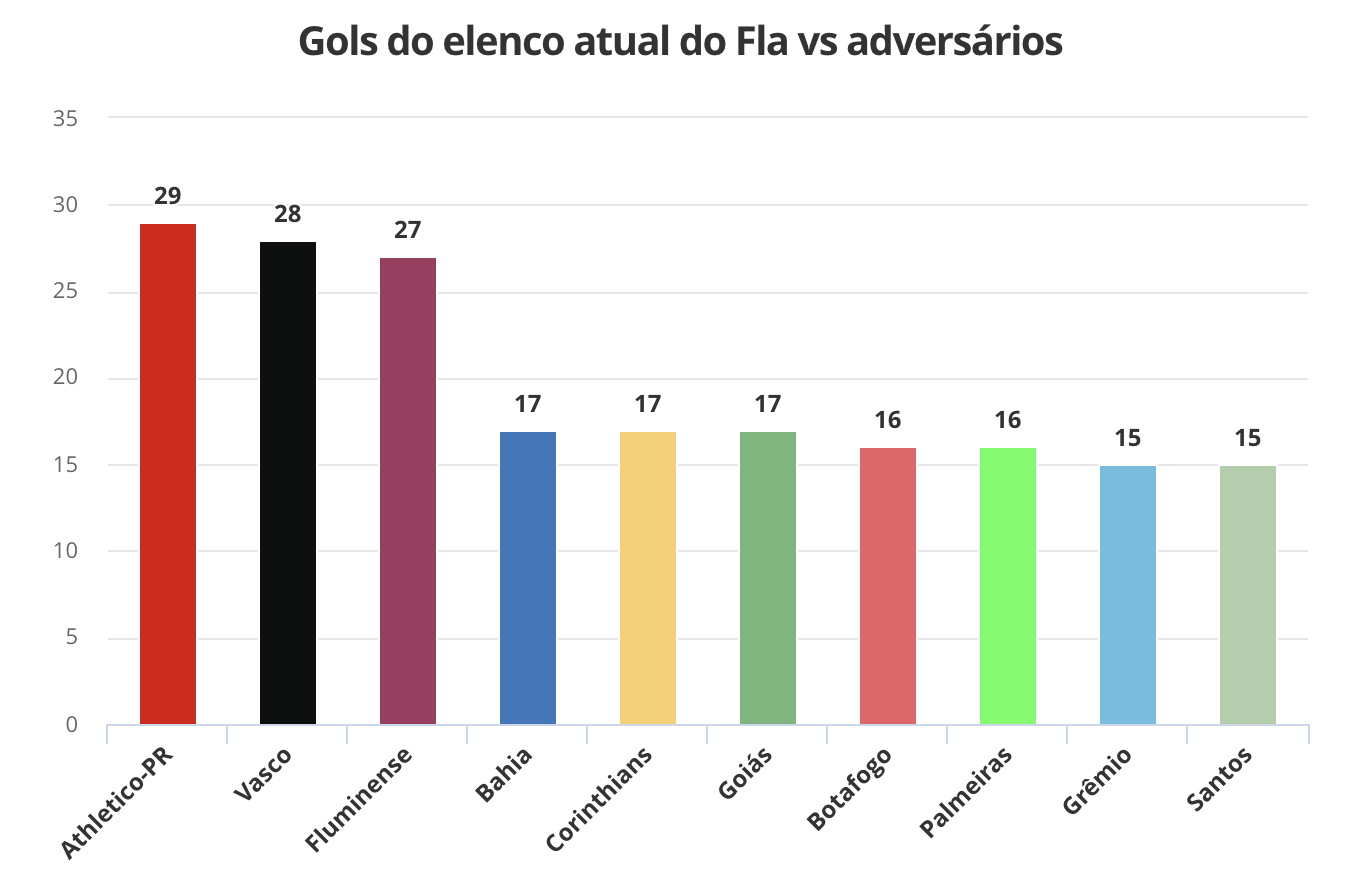 Gols do elenco atual do Fla vs adversários
35
30
25
20
15
10
5
0
29
28
27
17
17
17
16
16
15
15
Athletico-PR
Vasco
Fluminense
Bahia
Corinthians
Goiás
Botafogo
Palmeiras
Grêmio
Santos